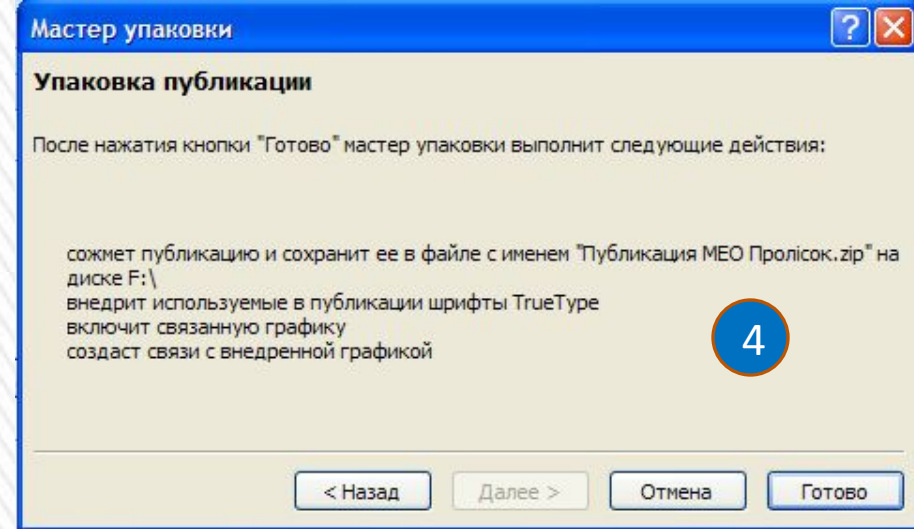 Мастер упаковки
Упаковка публикации
После нажатия кнопки "Готово" мастер упаковки выполнит следующие действия:
сожмет публикацию и сохранит ее в файле с именем "Публикация МЕО Пролісок.zip" на
диске F:\
внедрит используемые в публикации шрифты TrueType
включит связанную графику
создаст связи с внедренной графикой
4
< Назад Далее > Отмена Готово